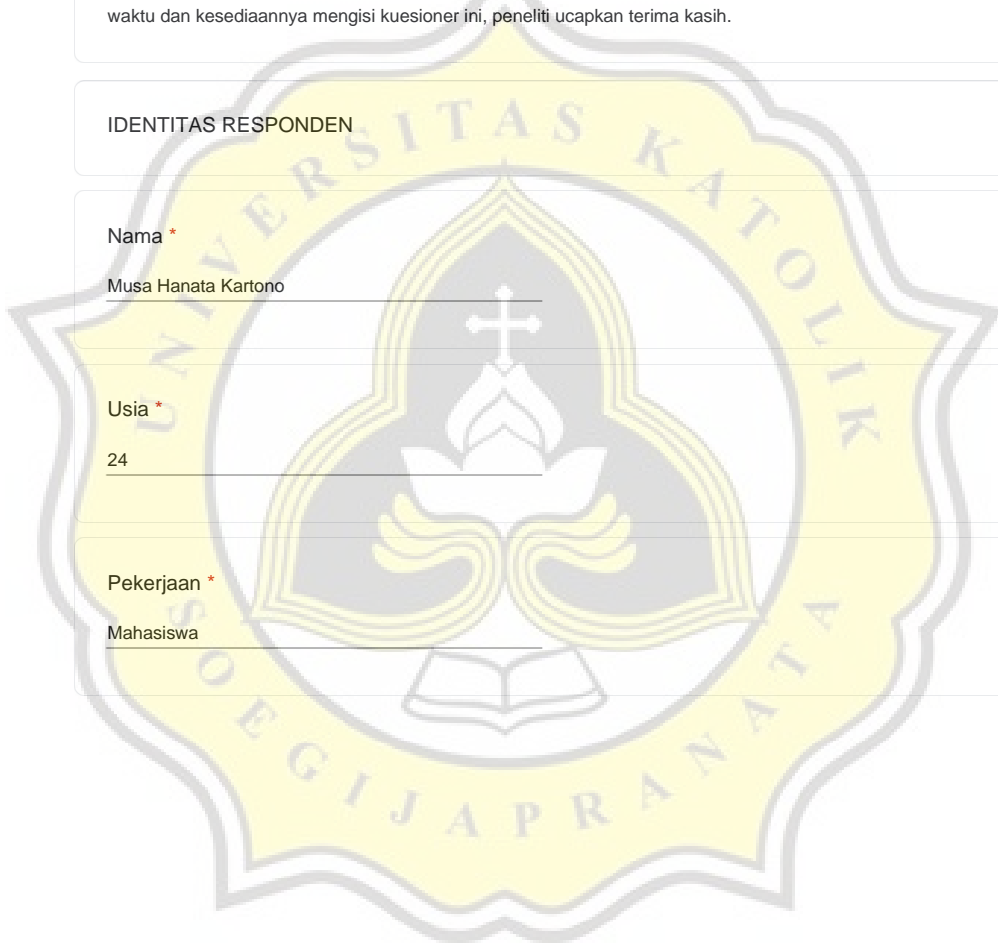 waktu dan kesediaannya mengisi kuesioner ini, peneliti ucapkan terima kasih.
IDENTITAS RESPONDEN
Nama *
Musa Hanata Kartono
Usia *
24
Pekerjaan *
Mahasiswa
UNIVERSITAS KATOLIK
SOEGIJAPRANATA